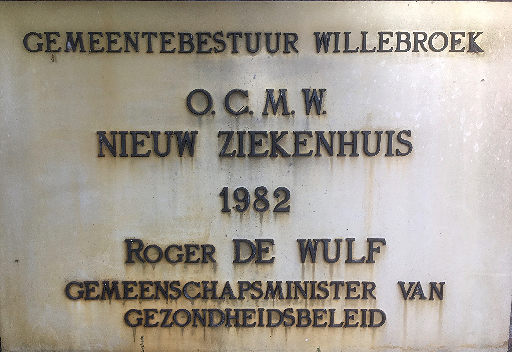 GEMEENTEBESTUUR WILLEBROEK
O.C.M.W.
NIEUW ZIEKENHUIS
1982
ROGER DE WULF
GEMEENSCHAPSMINISTER VAN
GEZONDHEIDSBELEID